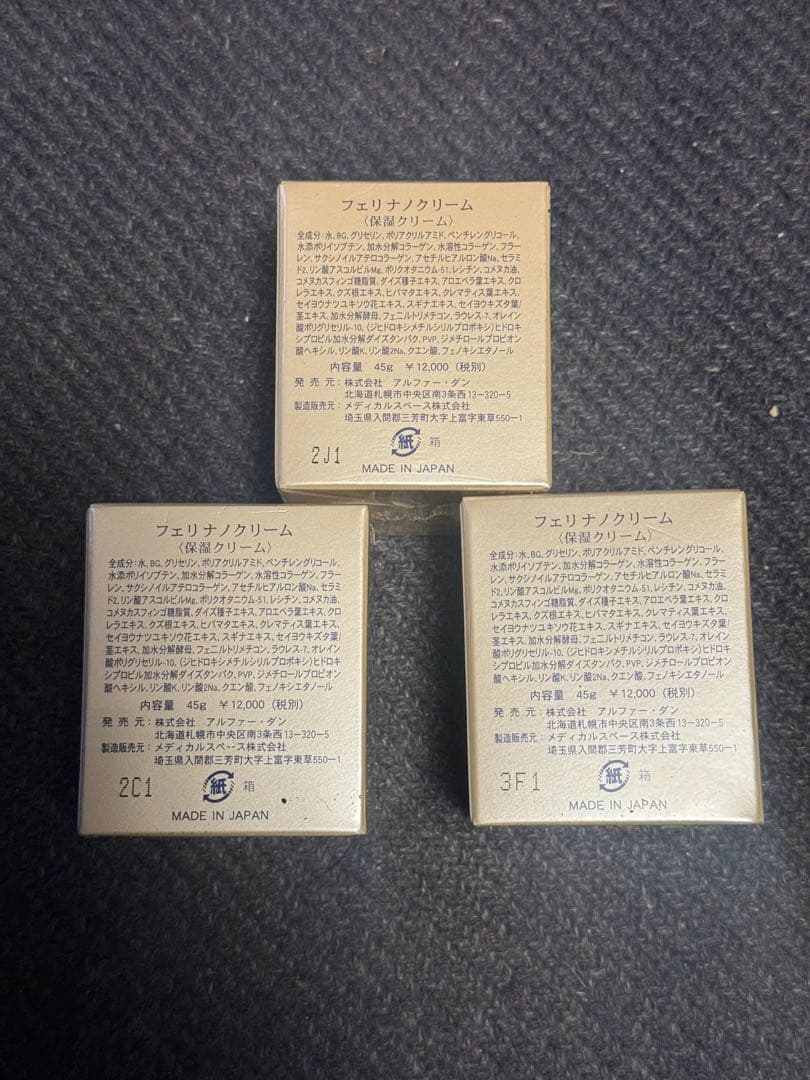 フェリナノクリーム
〈保湿クリーム〉
全成分:水、BG、グリセリン、ポリアクリルアミド、ペンチレングリコール、
水添ポリイソブテン、加水分解コラーゲン、水溶性コラーゲン、フラー
レン、サクシノイルアテロコラーゲン、アセチルヒアルロン酸Na、セラミ
ド2、リン酸アスコルビルMg、ポリクオタニウム-51、レシチン、コメヌカ油、
コメヌカスフィンゴ糖脂質、ダイズ種子エキス、アロエベラ葉エキス、クロ
レラエキス、クズ根エキス、ヒバマタエキス、クレマティス葉エキス、
セイヨウナツユキソウ花エキス、スギナエキス、セイヨウキズタ葉/
茎エキス、加水分解酵母、フェニルトリメチコン、ラウレス-7、オレイン
酸ポリグリセリル-10、(ジヒドロキシメチルシリルプロポキシ)ヒドロキ
シプロピル加水分解ダイズタンパク、PVP、ジメチロールプロピオン
酸ヘキシル、リン酸K、リン酸2Na、クエン酸、フェノキシエタノール
内容量 45g ¥12,000(税別)
発売元:株式会社 アルファー・ダン
北海道札幌市中央区南3条西13-320-5
製造販売元:メディカルスペース株式会社
埼玉県入間郡三芳町大字上富字東草550-1
2J1 紙 箱
MADE IN JAPAN
フェリナノクリーム
〈保湿クリーム〉
全成分:水、BG、グリセリン、ポリアクリルアミド、ペンチレングリコール、
水添ポリイソブテン、加水分解コラーゲン、水溶性コラーゲン、フラー
レン、サクシノイルアテロコラーゲン、アセチルヒアルロン酸Na、セラミ
ド2、リン酸アスコルビルMg、ポリクオタニウム-51、レシチン、コメヌカ油、
コメヌカスフィンゴ糖脂質、ダイズ種子エキス、アロエベラ葉エキス、クロ
レラエキス、クズ根エキス、ヒバマタエキス、クレマティス葉エキス、
セイヨウナツユキソウ花エキス、スギナエキス、セイヨウキズタ葉/
茎エキス、加水分解酵母、フェニルトリメチコン、ラウレス-7、オレイン
酸ポリグリセリル-10、(ジヒドロキシメチルシリルプロポキシ)ヒドロキ
シプロピル加水分解ダイズタンパク、PVP、ジメチロールプロピオン
酸ヘキシル、リン酸K、リン酸2Na、クエン酸、フェノキシエタノール
内容量 45g ¥12,000(税別)
発売元:株式会社 アルファー・ダン
北海道札幌市中央区南3条西13-320-5
製造販売元:メディカルスペース株式会社
埼玉県入間郡三芳町大字上富字東草550-1
2C1 紙 箱
MADE IN JAPAN
フェリナノクリーム
〈保湿クリーム〉
全成分:水、BG、グリセリン、ポリアクリルアミド、ペンチレングリコール、
水添ポリイソブテン、加水分解コラーゲン、水溶性コラーゲン、フラー
レン、サクシノイルアテロコラーゲン、アセチルヒアルロン酸Na、セラミ
ド2、リン酸アスコルビルMg、ポリクオタニウム-51、レシチン、コメヌカ油、
コメヌカスフィンゴ糖脂質、ダイズ種子エキス、アロエベラ葉エキス、クロ
レラエキス、クズ根エキス、ヒバマタエキス、クレマティス葉エキス、
セイヨウナツユキソウ花エキス、スギナエキス、セイヨウキズタ葉/
茎エキス、加水分解酵母、フェニルトリメチコン、ラウレス-7、オレイン
酸ポリグリセリル-10、(ジヒドロキシメチルシリルプロポキシ)ヒドロキ
シプロピル加水分解ダイズタンパク、PVP、ジメチロールプロピオン
酸ヘキシル、リン酸K、リン酸2Na、クエン酸、フェノキシエタノール
内容量 45g ¥12,000(税別)
発売元:株式会社 アルファー・ダン
北海道札幌市中央区南3条西13-320-5
製造販売元:メディカルスペース株式会社
埼玉県入間郡三芳町大字上富字東草550-1
3F1 紙 箱
MADE IN JAPAN